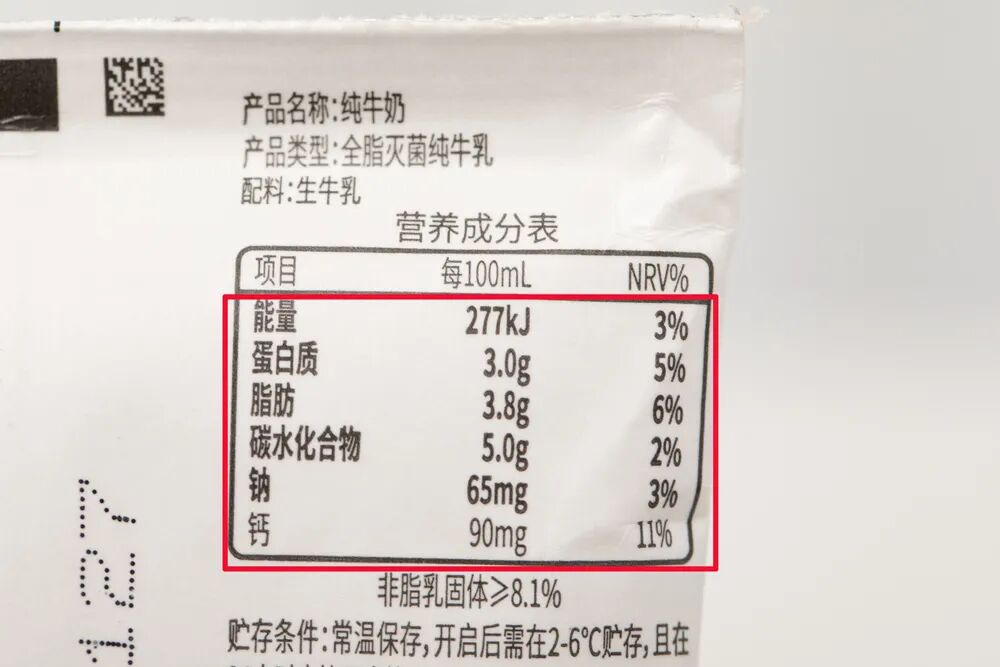 产品名称:纯牛奶
产品类型:全脂灭菌纯牛乳
配料:生牛乳
营养成分表
项目 每100mL NRV%
能量 277kJ 3%
蛋白质 3.0g 5%
脂肪 3.8g 6%
碳水化合物 5.0g 2%
钠 65mg 3%
钙 90mg 11%
非脂乳固体≥8.1%
贮存条件:常温保存,开启后需在2-6℃贮存,且在
127